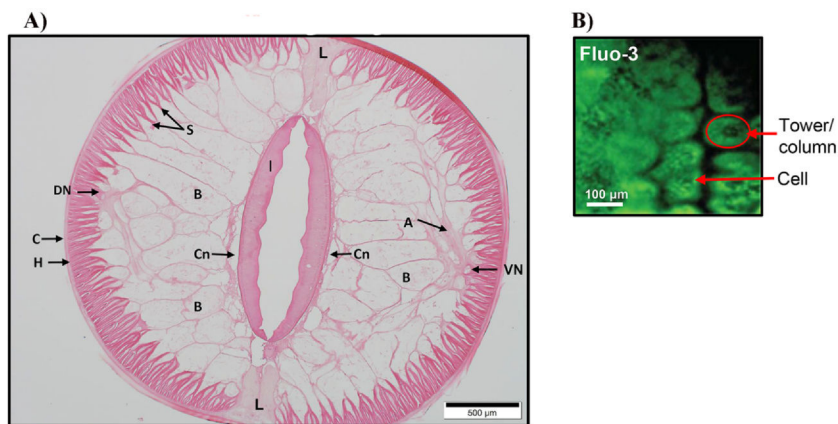 A)
L
S
I
DN
B
A
C
Cn
Cn
H
B
VN
B
L
500 µm
B)
Fluo-3
Tower/
column
Cell
100 µm